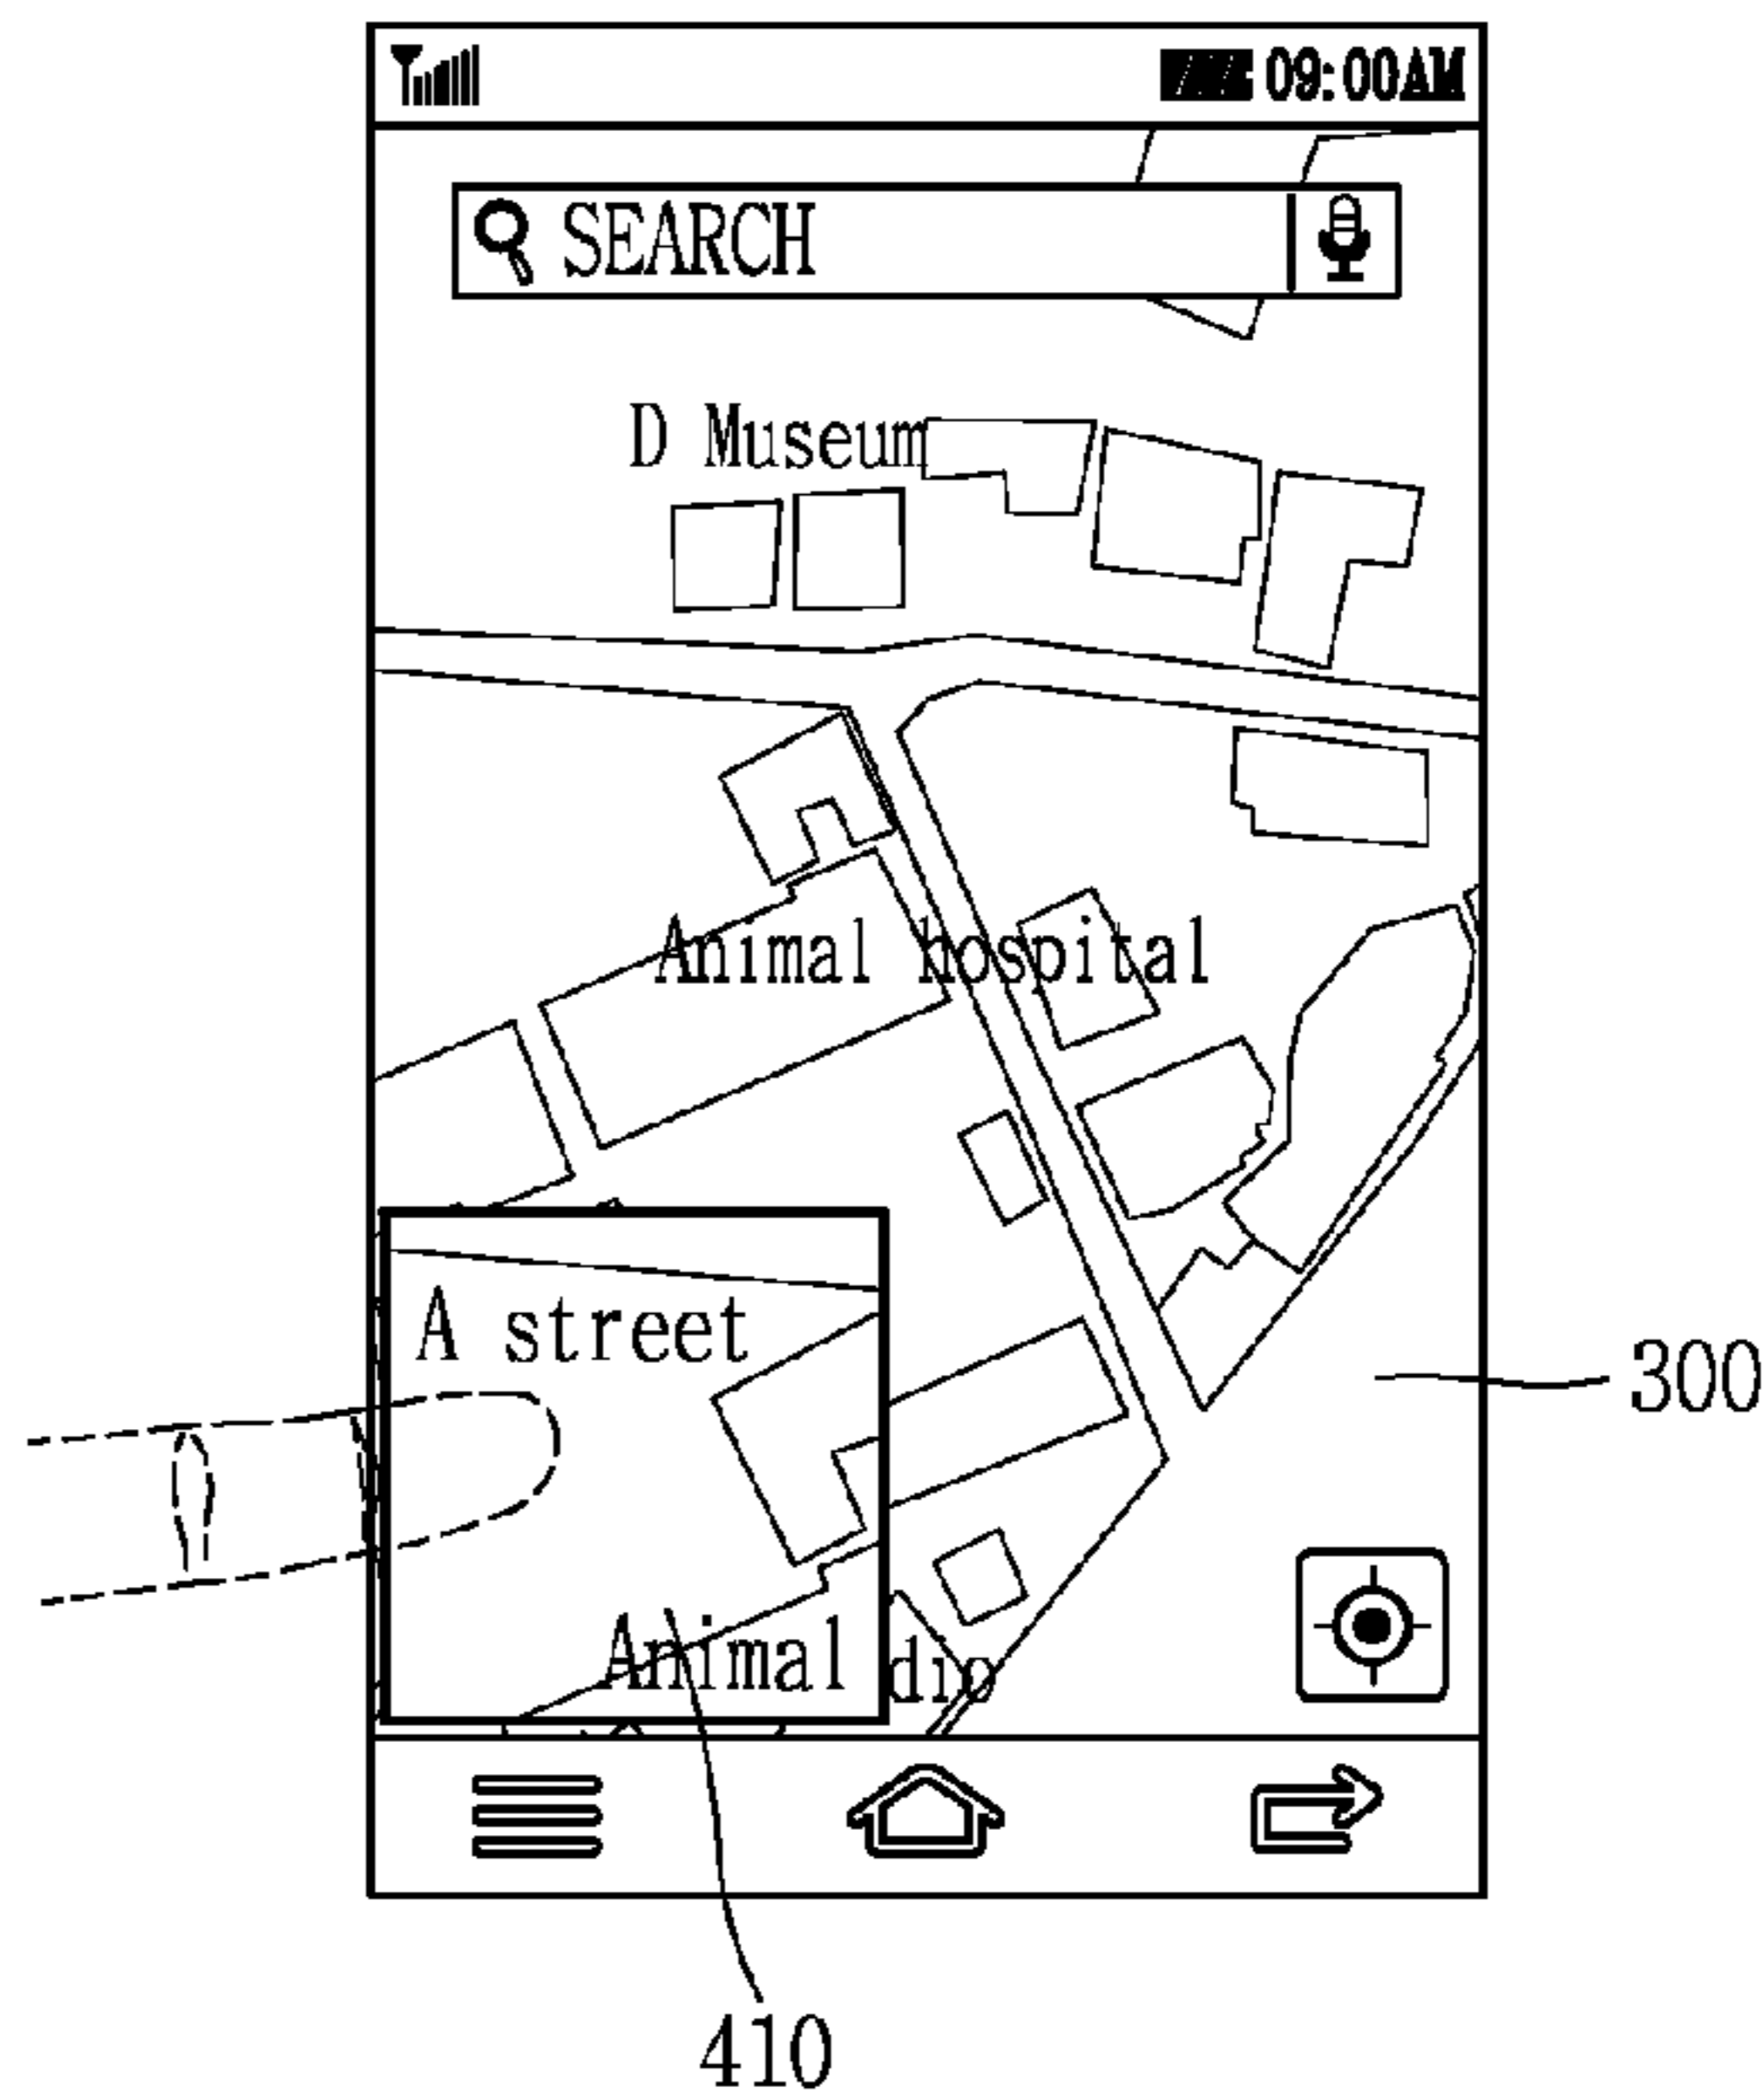 09:00AM
SEARCH
D Museum
Animal hospital
A street
300
Animal
410